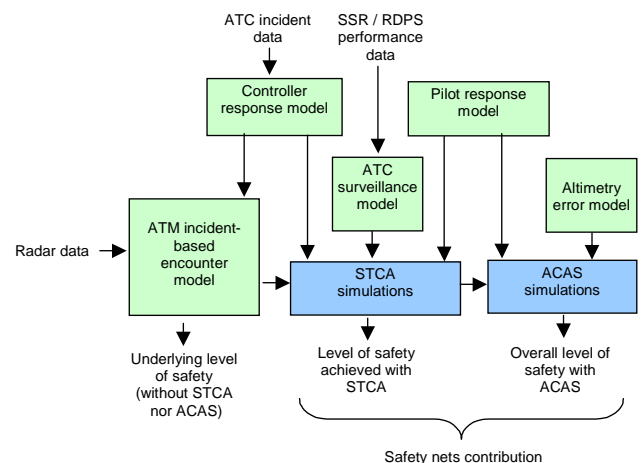 ATC incident
data
SSR / RDPS
performance
data
Controller
response model
Pilot response
model
ATC
surveillance
model
Altimetry
error model
Radar data
ATM incident-
based
encounter
model
STCA
simulations
ACAS
simulations
Underlying level
of safety
(without STCA
nor ACAS)
Level of safety
achieved with
STCA
Overall level of
safety with
ACAS
Safety nets contribution